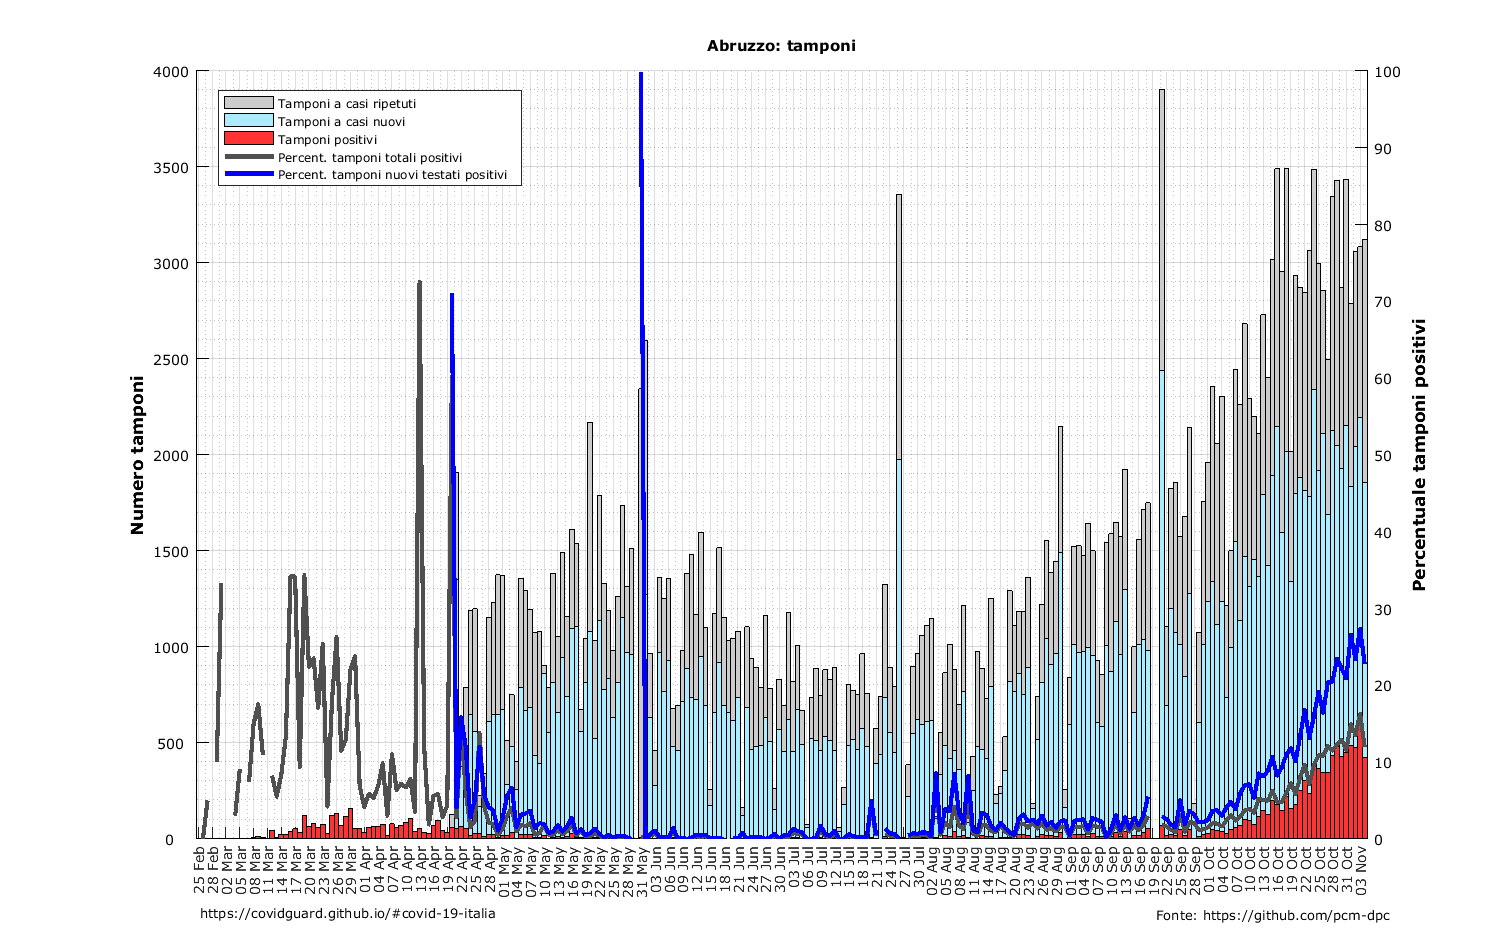 Abruzzo: tamponi
Tamponi a casi ripetuti
Tamponi a casi nuovi
Tamponi positivi
Percent. tamponi totali positivi
Percent. tamponi nuovi testati positivi
Numero tamponi
4000
3500
3000
2500
2000
1500
1000
500
0
Percentuale tamponi positivi
100
90
80
70
60
50
40
30
20
10
0
25 Feb
28 Feb
02 Mar
05 Mar
08 Mar
11 Mar
14 Mar
17 Mar
20 Mar
23 Mar
26 Mar
29 Mar
01 Apr
04 Apr
07 Apr
10 Apr
13 Apr
16 Apr
19 Apr
22 Apr
25 Apr
28 Apr
01 May
04 May
07 May
10 May
13 May
16 May
19 May
22 May
25 May
28 May
31 May
03 Jun
06 Jun
09 Jun
12 Jun
15 Jun
18 Jun
21 Jun
24 Jun
27 Jun
30 Jun
03 Jul
06 Jul
09 Jul
12 Jul
15 Jul
18 Jul
21 Jul
24 Jul
27 Jul
30 Jul
02 Aug
05 Aug
08 Aug
11 Aug
14 Aug
17 Aug
20 Aug
23 Aug
26 Aug
29 Aug
01 Sep
04 Sep
07 Sep
10 Sep
13 Sep
16 Sep
19 Sep
22 Sep
25 Sep
28 Sep
01 Oct
04 Oct
07 Oct
10 Oct
13 Oct
16 Oct
19 Oct
22 Oct
25 Oct
28 Oct
31 Oct
03 Nov
https://covidguard.github.io/#covid-19-italia
Fonte: https://github.com/pcm-dpc